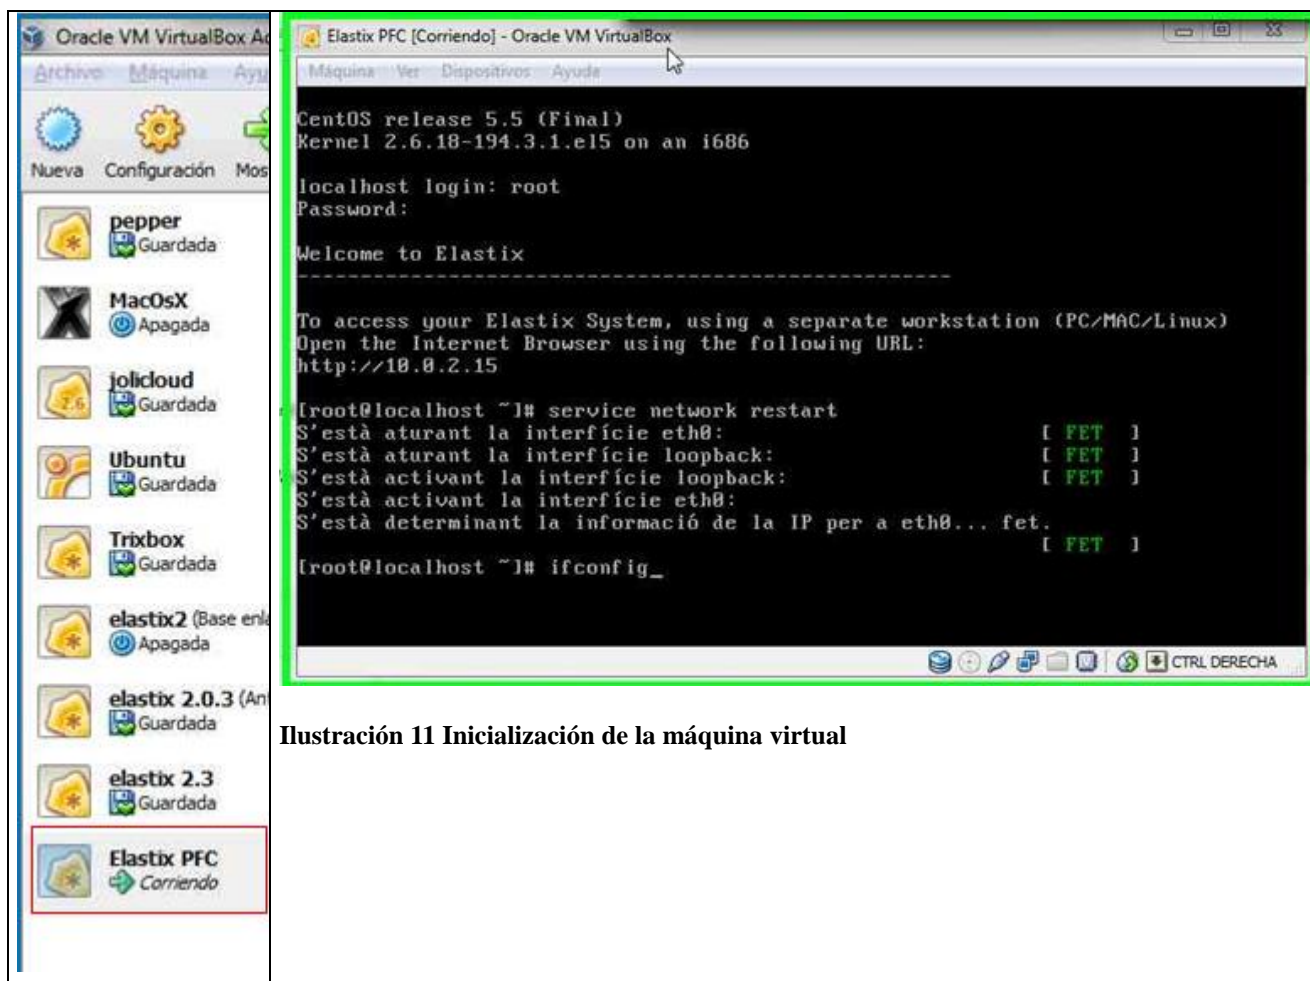 Oracle VM VirtualBox Ad
Archivo Máquina Ayu
Nueva Configuración Mos
pepper
Guardada
MacOsX
Apagada
jolicloud
2.6
Guardada
Ubuntu
Guardada
Trixbox
Guardada
elastix2 (Base enla
Apagada
elastix 2.0.3 (Ant
Guardada
elastix 2.3
Guardada
Elastix PFC
Corriendo
Elastix PFC [Corriendo] - Oracle VM VirtualBox
Máquina Ver Dispositivos Ayuda
CentOS release 5.5 (Final)
Kernel 2.6.18-194.3.1.el5 on an i686
localhost login: root
Password:
Welcome to Elastix
----------------------------------------------------
To access your Elastix System, using a separate workstation (PC/MAC/Linux)
Open the Internet Browser using the following URL:
http://10.0.2.15
[root@localhost ~]# service network restart
S'està aturant la interfície eth0: [ FET ]
S'està aturant la interfície loopback: [ FET ]
S'està activant la interfície loopback: [ FET ]
S'està activant la interfície eth0:
S'està determinant la informació de la IP per a eth0... fet.
[ FET ]
[root@localhost ~]# ifconfig_
CTRL DERECHA
Ilustración 11 Inicialización de la máquina virtual